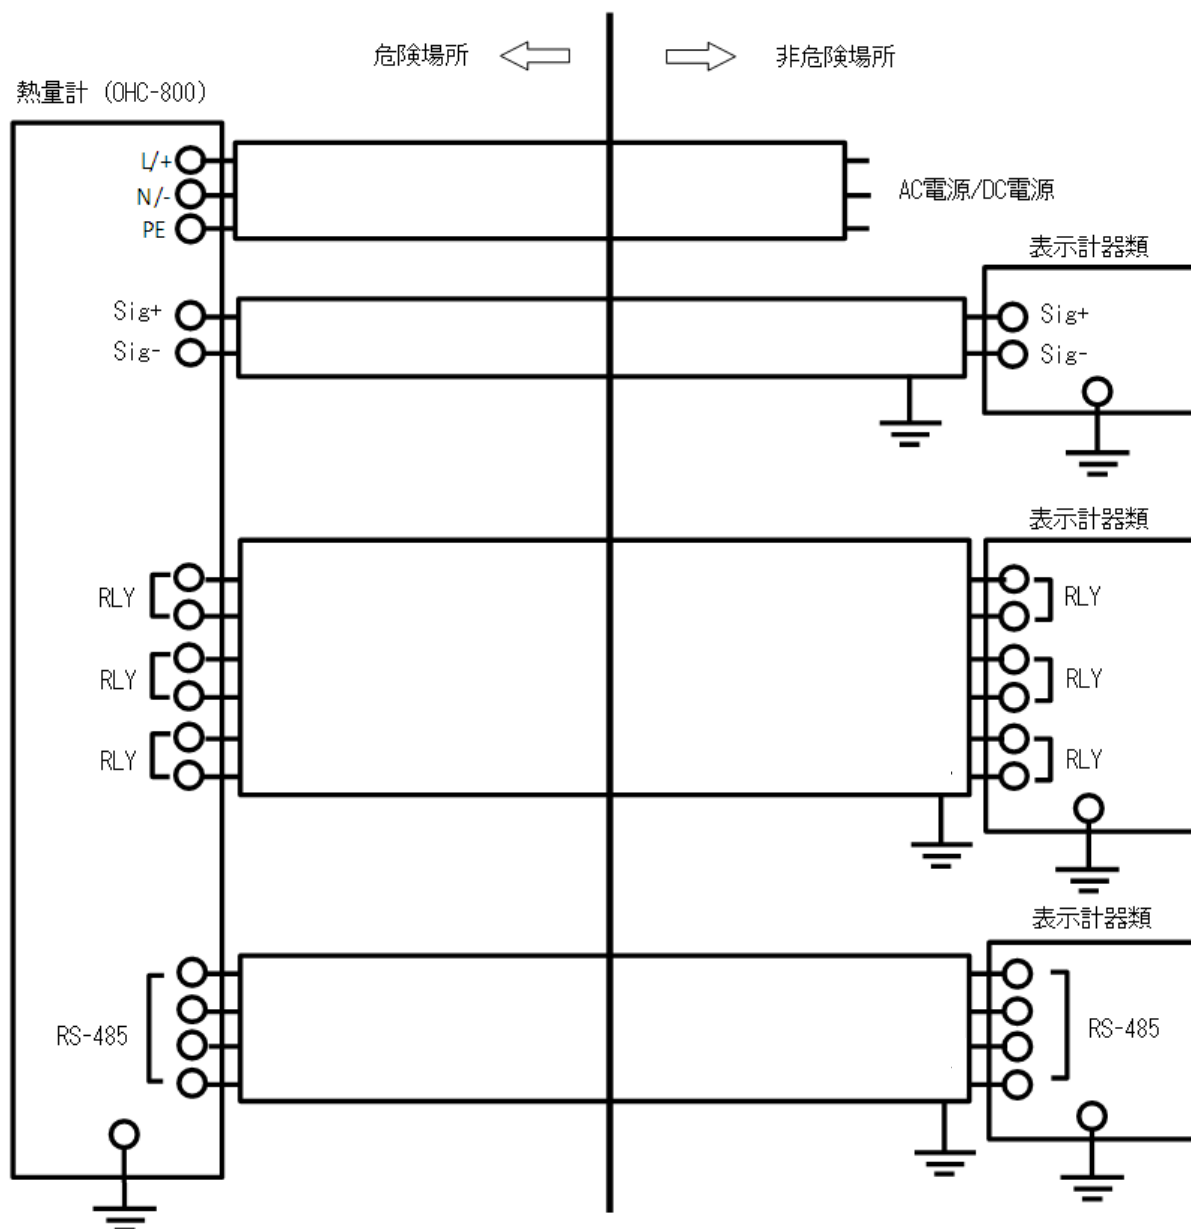 危険場所
非危険場所
熱量計 (OHC-800)
L/+
N/-
PE
AC電源/DC電源
表示計器類
Sig+
Sig-
Sig+
Sig-
表示計器類
RLY
RLY
RLY
RLY
RLY
RLY
表示計器類
RS-485
RS-485